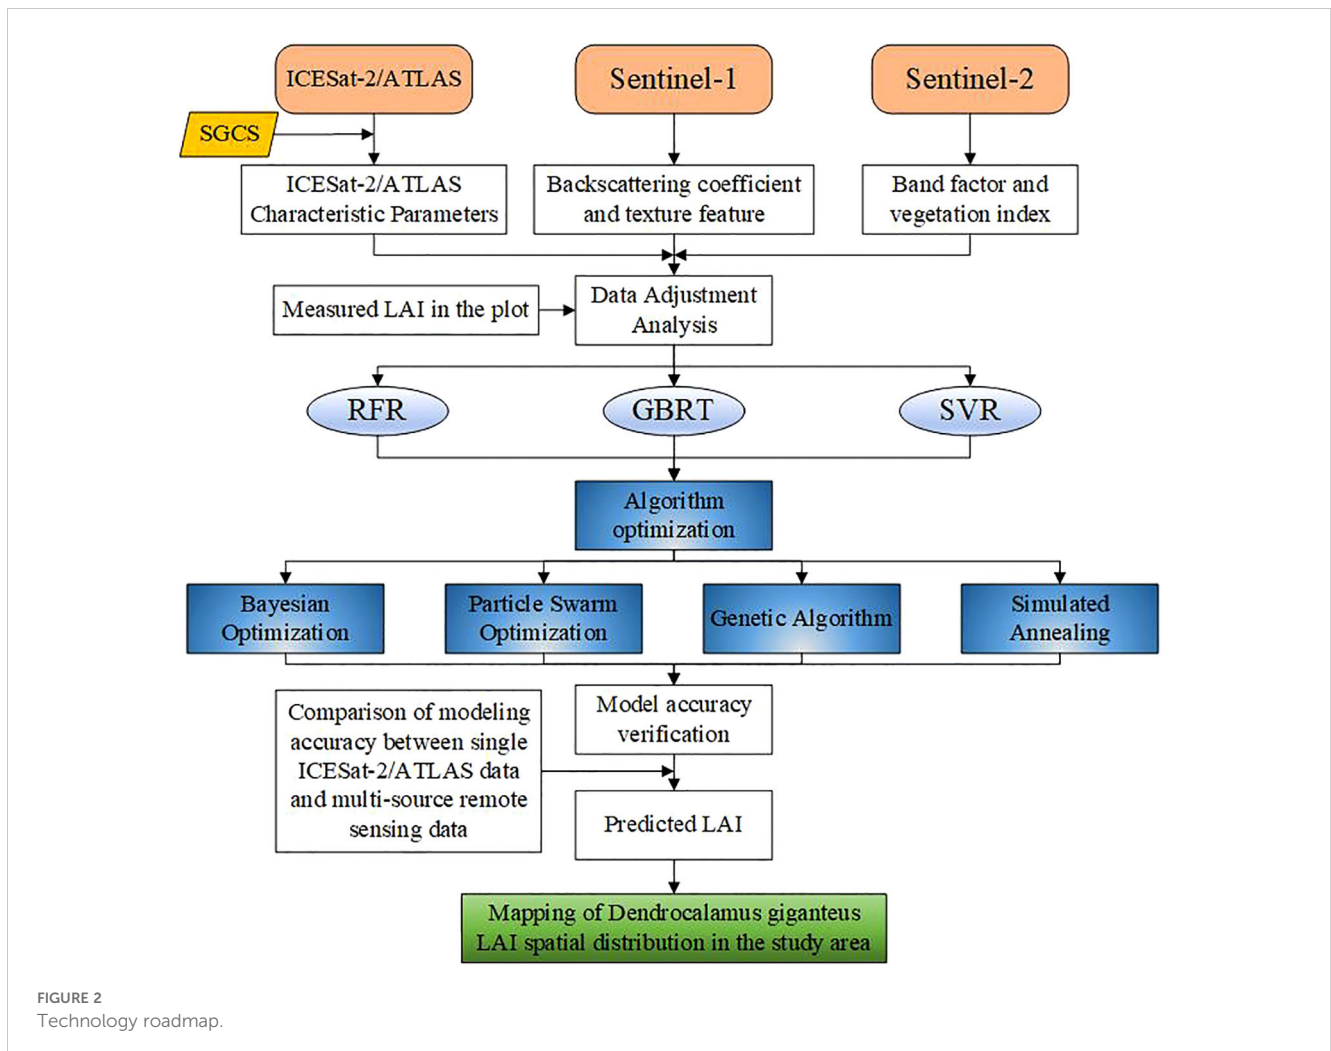 ICESat-2/ATLAS
Sentinel-1
Sentinel-2
SGCS
ICESat-2/ATLAS
Characteristic Parameters
Backscattering coefficient
and texture feature
Band factor and
vegetation index
Measured LAI in the plot
Data Adjustment
Analysis
RFR
GBRT
SVR
Algorithm
optimization
Bayesian
Optimization
Particle Swarm
Optimization
Genetic Algorithm
Simulated
Annealing
Comparison of modeling
accuracy between single
ICESat-2/ATLAS data
and multi-source remote
sensing data
Model accuracy
verification
Predicted LAI
Mapping of Dendrocalamus giganteus
LAI spatial distribution in the study area
FIGURE 2
Technology roadmap.